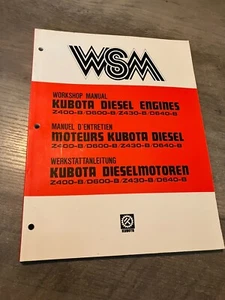 WSM
WORKSHOP MANUAL
KUBOTA DIESEL ENGINES
Z400-B/D600-B/Z430-B/D640-B
MANUEL D'ENTRETIEN
MOTEURS KUBOTA DIESEL
Z400-B/D600-B/Z430-B/D640-B
WERKSTATTANLEITUNG
KUBOTA DIESELMOTOREN
Z400-B/D600-B/Z430-B/D640-B